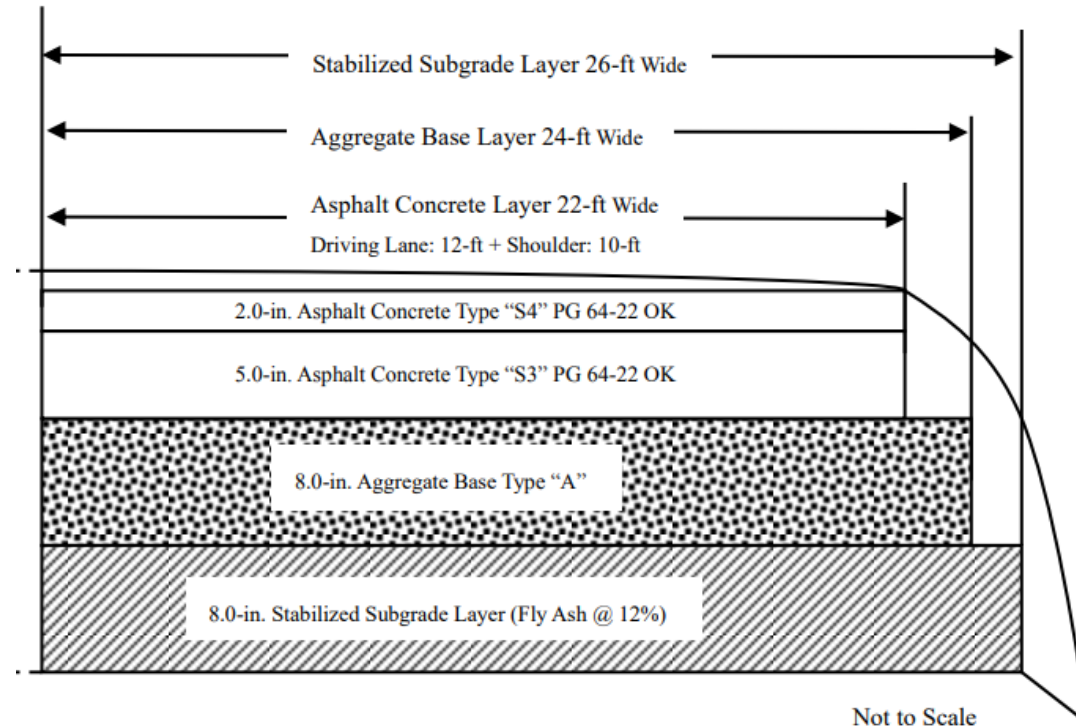 Stabilized Subgrade Layer 26-ft Wide
Aggregate Base Layer 24-ft Wide
Asphalt Concrete Layer 22-ft Wide
Driving Lane: 12-ft + Shoulder: 10-ft
2.0-in. Asphalt Concrete Type “S4” PG 64-22 OK
5.0-in. Asphalt Concrete Type “S3” PG 64-22 OK
8.0-in. Aggregate Base Type “A”
8.0-in. Stabilized Subgrade Layer (Fly Ash @ 12%)
Not to Scale